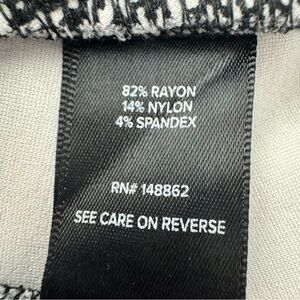 82% RAYON
14% NYLON
4% SPANDEX
RN# 148862
SEE CARE ON REVERSE